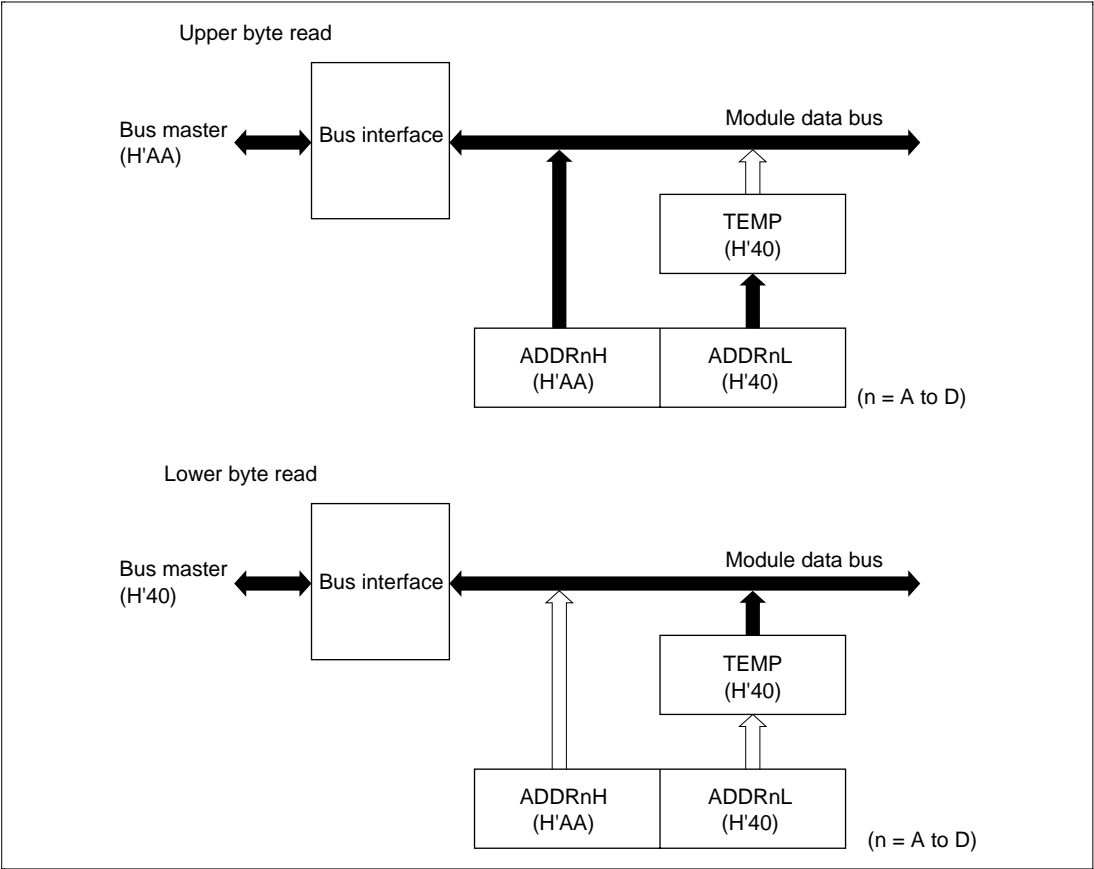 Upper byte read
Bus master
(H'AA)
Bus interface
Module data bus
TEMP
(H'40)
ADDRnH
(H'AA)
ADDRnL
(H'40)
(n = A to D)
Lower byte read
Bus master
(H'40)
Bus interface
Module data bus
TEMP
(H'40)
ADDRnH
(H'AA)
ADDRnL
(H'40)
(n = A to D)